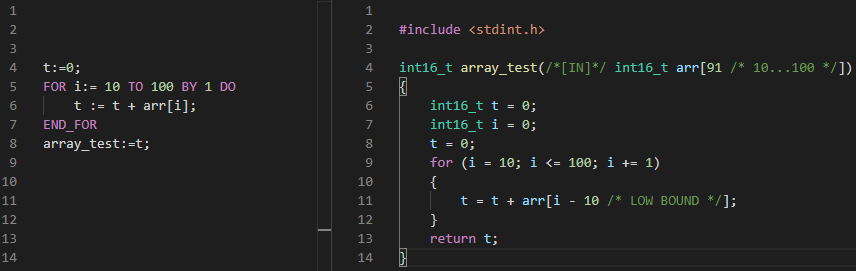 1
2
3
4 t:=0;
5 FOR i:= 10 TO 100 BY 1 DO
6 t := t + arr[i];
7 END_FOR
8 array_test:=t;
9
10
11
12
13
14
1
2 #include <stdint.h>
3
4 int16_t array_test(/*[IN]*/ int16_t arr[91 /* 10...100 */])
5 {
6 int16_t t = 0;
7 int16_t i = 0;
8 t = 0;
9 for (i = 10; i <= 100; i += 1)
10 {
11 t = t + arr[i - 10 /* LOW BOUND */];
12 }
13 return t;
14 }